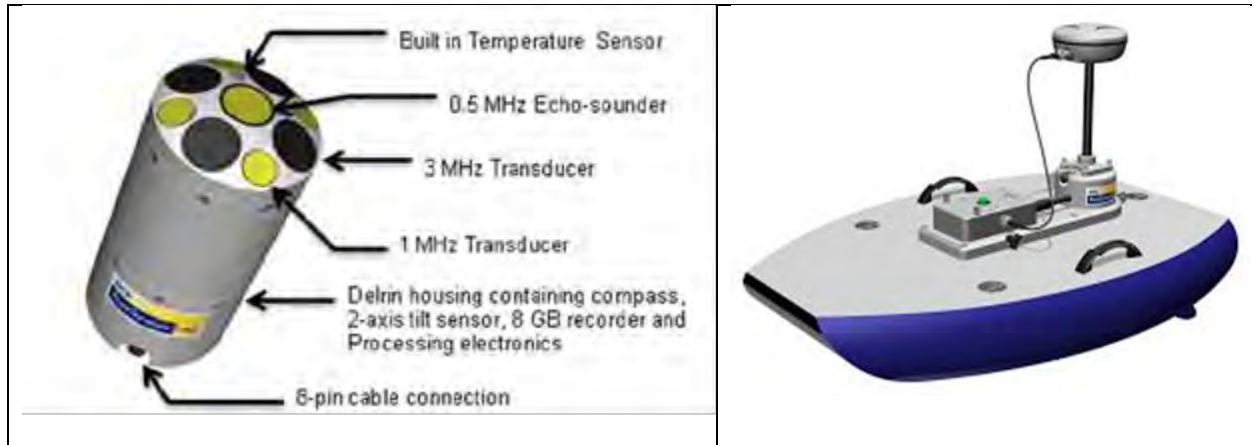 Built in Temperature Sensor
0.5 MHz Echo-sounder
3 MHz Transducer
1 MHz Transducer
Delrin housing containing compass,
2-axis tilt sensor, 8 GB recorder and
Processing electronics
8-pin cable connection